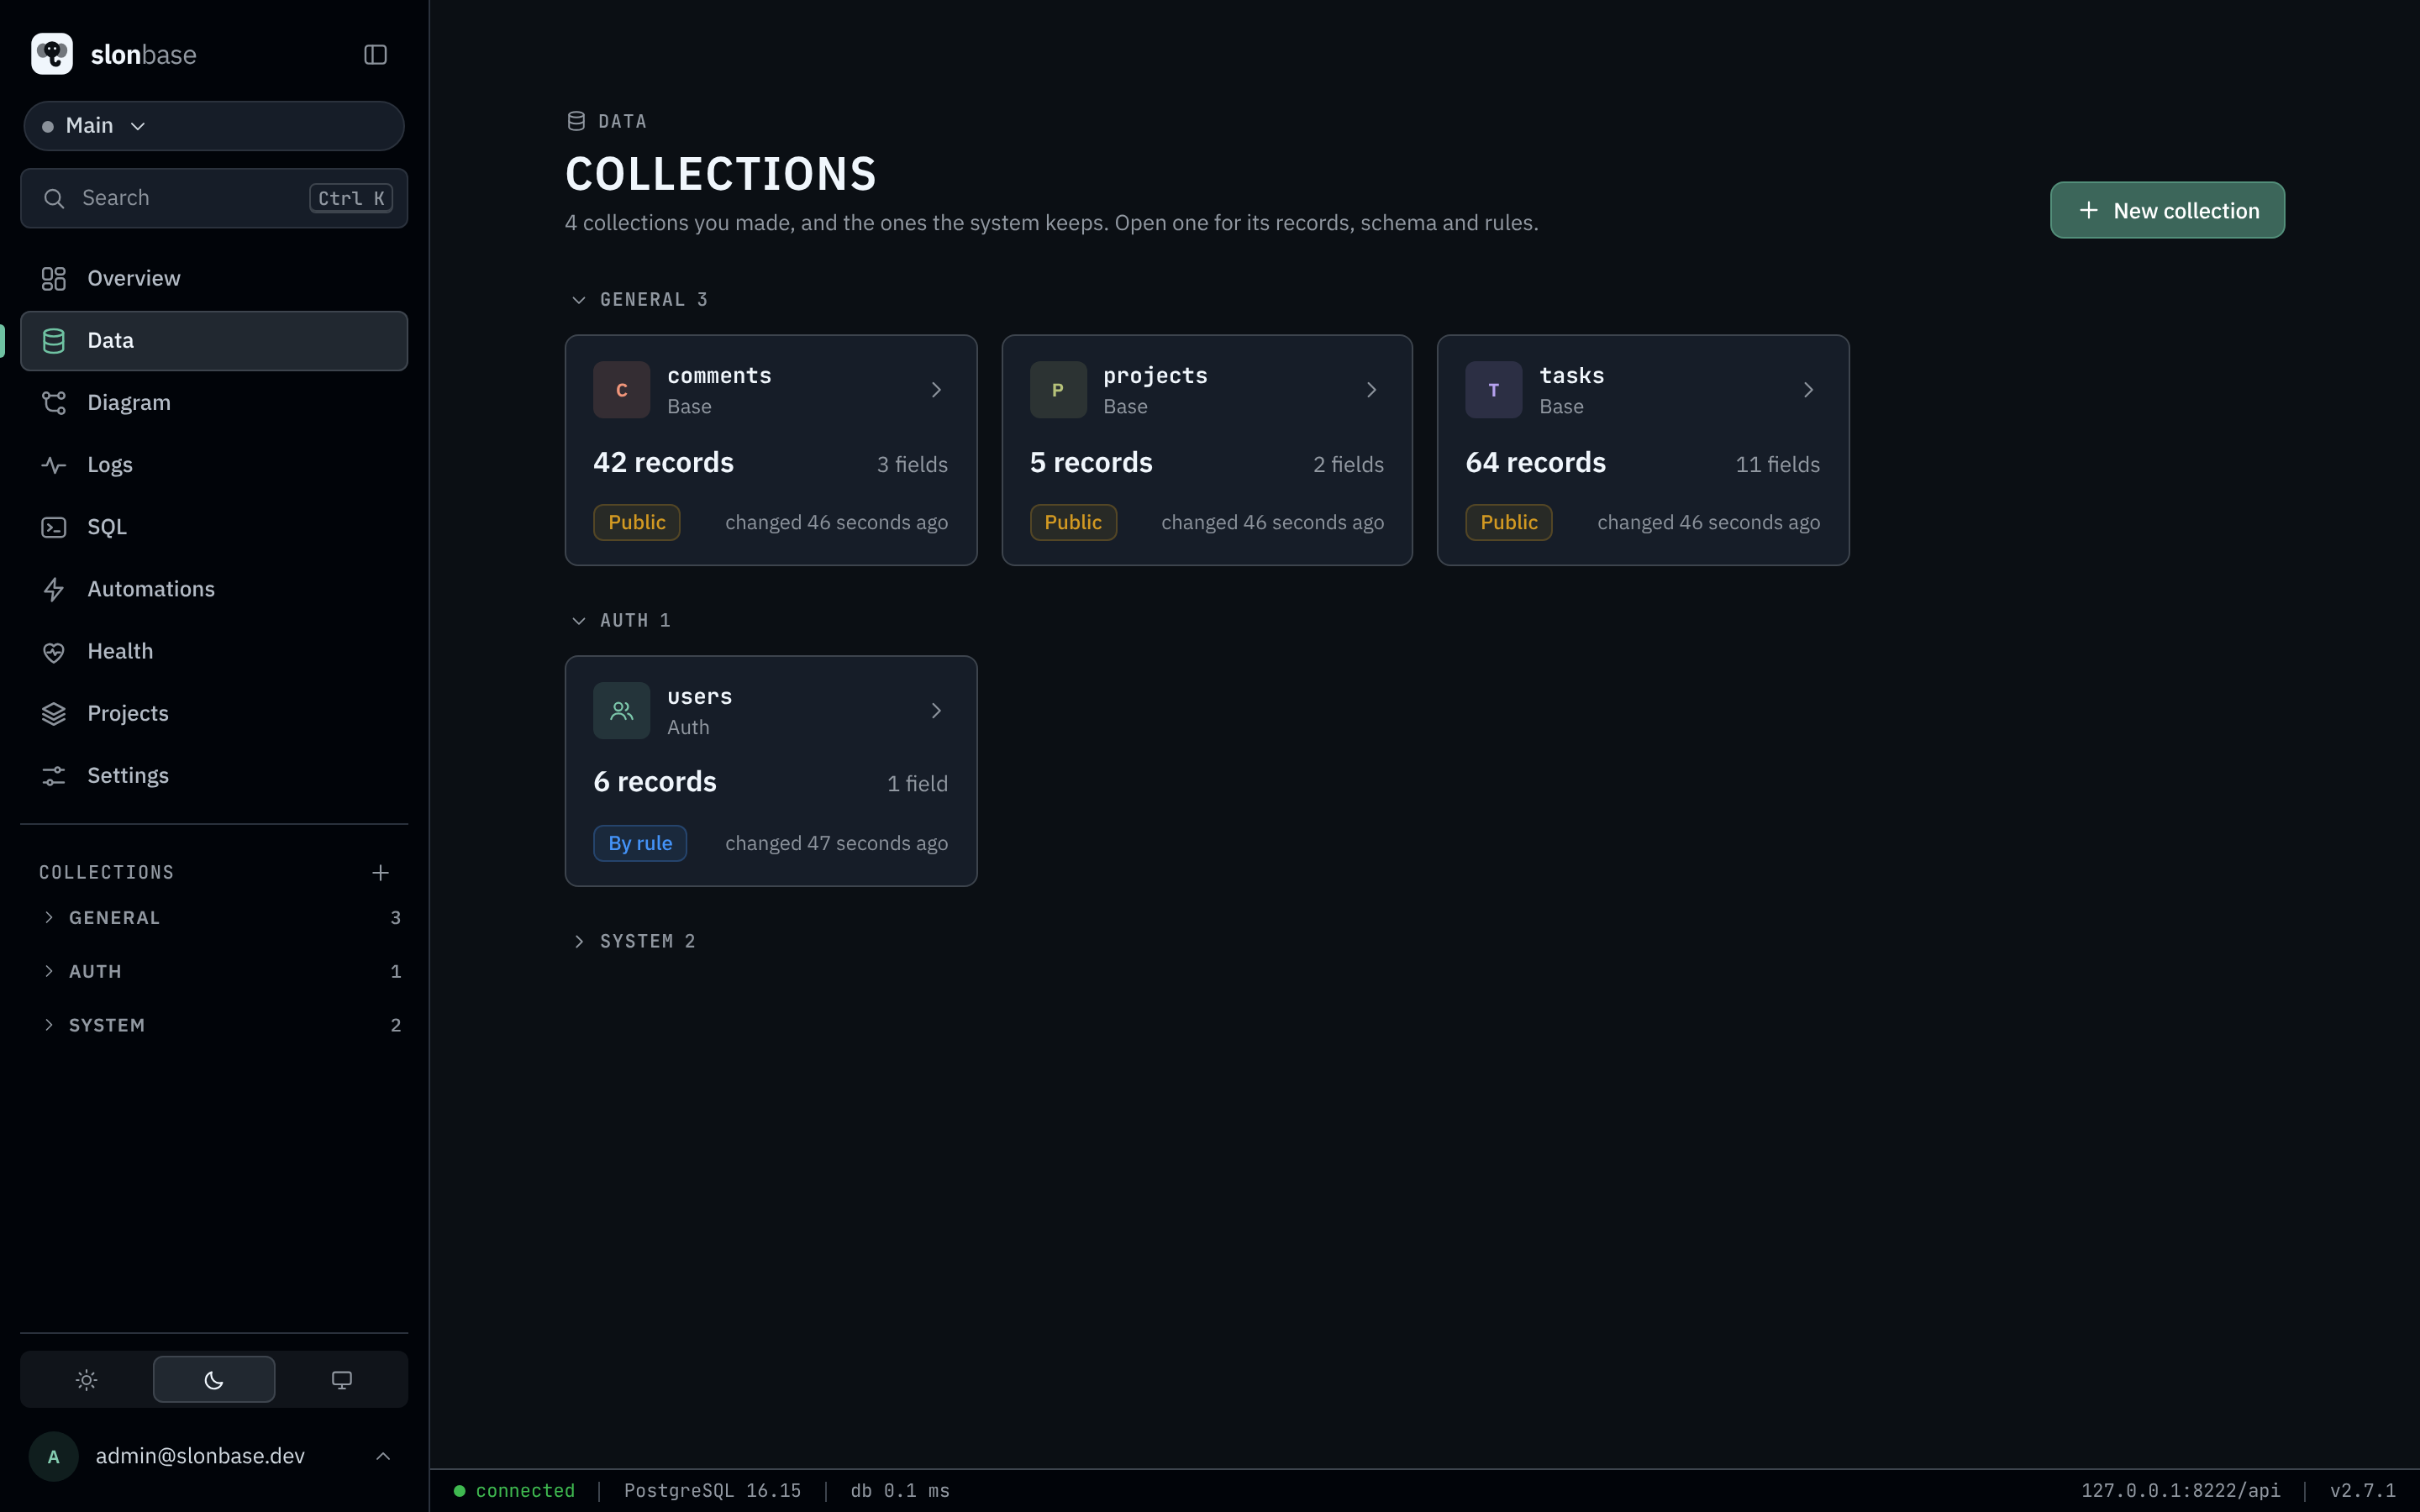 slonbase
Main
Search Ctrl K
Overview
Data
Diagram
Logs
SQL
Automations
Health
Projects
Settings
COLLECTIONS
GENERAL 3
AUTH 1
SYSTEM 2
A admin@slonbase.dev
DATA
COLLECTIONS
4 collections you made, and the ones the system keeps. Open one for its records, schema and rules.
New collection
GENERAL 3
C comments
Base
42 records 3 fields
Public changed 46 seconds ago
P projects
Base
5 records 2 fields
Public changed 46 seconds ago
T tasks
Base
64 records 11 fields
Public changed 46 seconds ago
AUTH 1
users
Auth
6 records 1 field
By rule changed 47 seconds ago
SYSTEM 2
connected | PostgreSQL 16.15 | db 0.1 ms
127.0.0.1:8222/api | v2.7.1